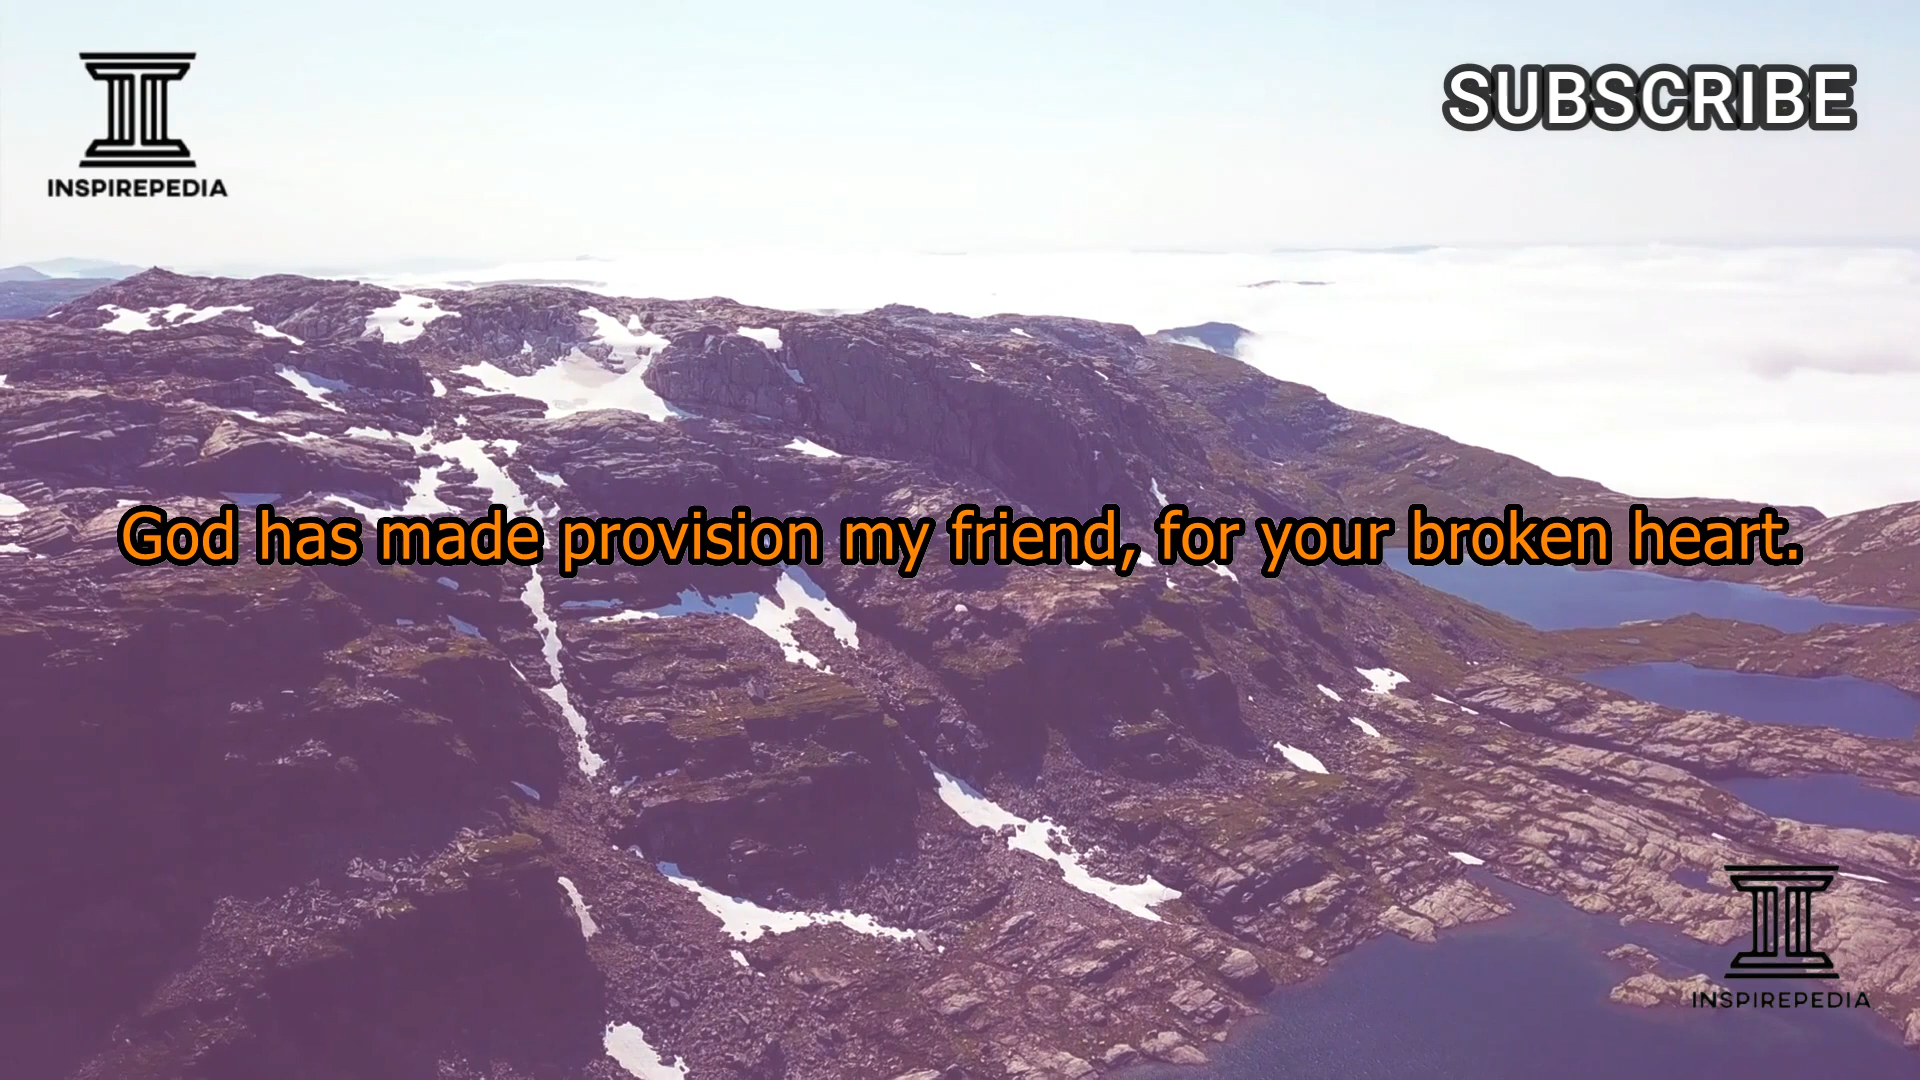 INSPIREPEDIA
SUBSCRIBE
God has made provision my friend, for your broken heart.
INSPIREPEDIA